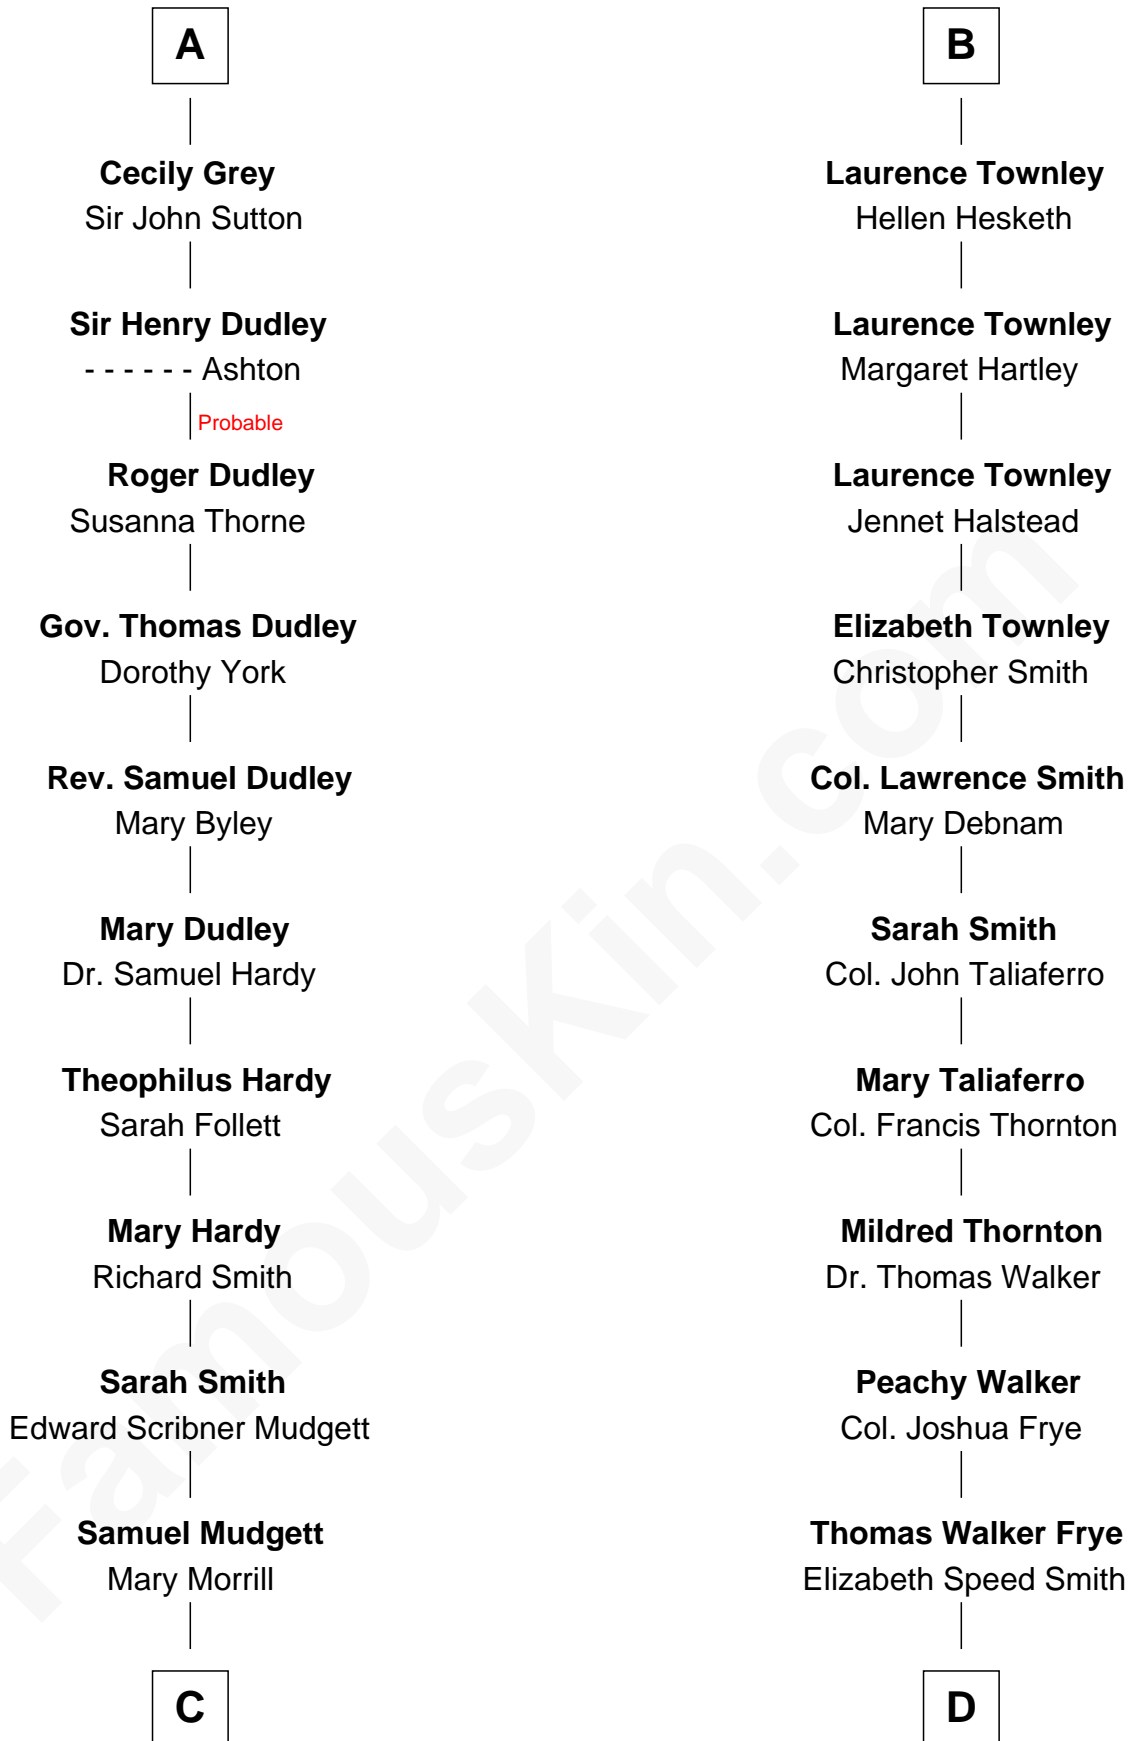 A
Cecily Grey
Sir John Sutton
Sir Henry Dudley
- - - - - - Ashton
Probable
Roger Dudley
Susanna Thorne
Gov. Thomas Dudley
Dorothy York
Rev. Samuel Dudley
Mary Byley
Mary Dudley
Dr. Samuel Hardy
Theophilus Hardy
Sarah Follett
Mary Hardy
Richard Smith
Sarah Smith
Edward Scribner Mudgett
Samuel Mudgett
Mary Morrill
C
B
Laurence Townley
Hellen Hesketh
Laurence Townley
Margaret Hartley
Laurence Townley
Jennet Halstead
Elizabeth Townley
Christopher Smith
Col. Lawrence Smith
Mary Debnam
Sarah Smith
Col. John Taliaferro
Mary Taliaferro
Col. Francis Thornton
Mildred Thornton
Dr. Thomas Walker
Peachy Walker
Col. Joshua Frye
Thomas Walker Frye
Elizabeth Speed Smith
D
FamousKin.com